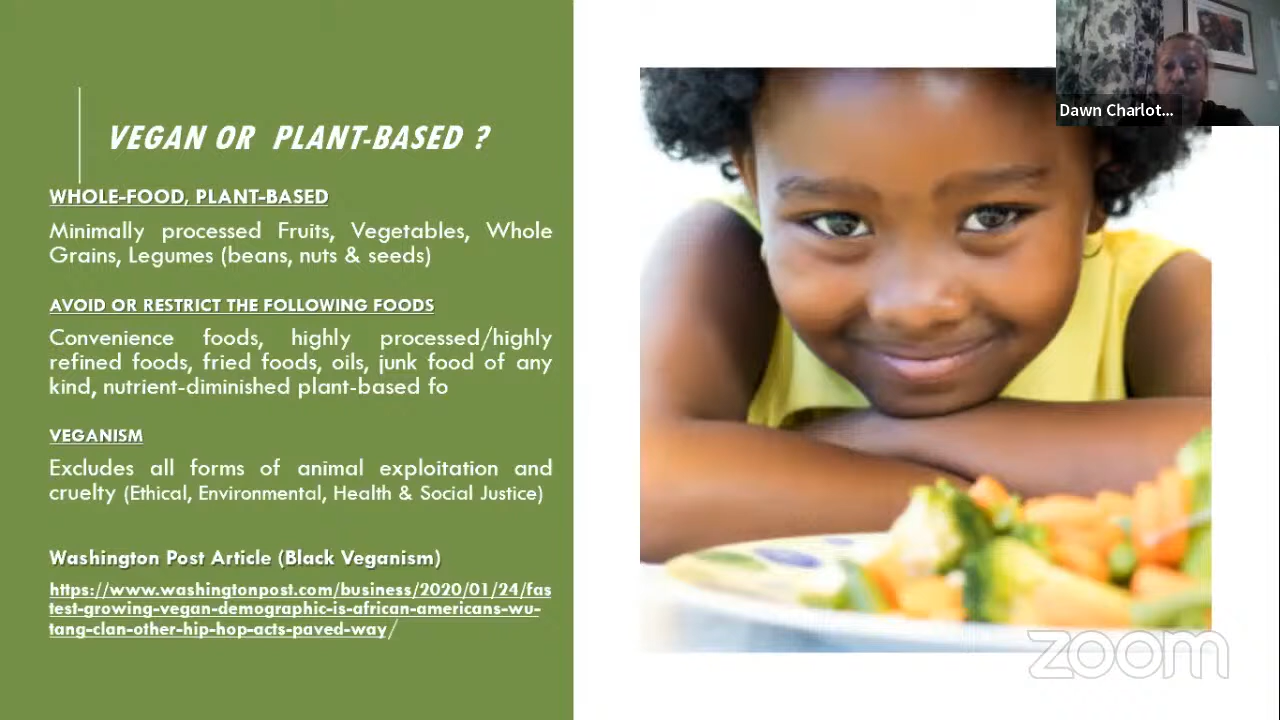 VEGAN OR PLANT-BASED ?
WHOLE-FOOD, PLANT-BASED
Minimally processed Fruits, Vegetables, Whole
Grains, Legumes (beans, nuts & seeds)
AVOID OR RESTRICT THE FOLLOWING FOODS
Convenience foods, highly processed/highly
refined foods, fried foods, oils, junk food of any
kind, nutrient-diminished plant-based fo
VEGANISM
Excludes all forms of animal exploitation and
cruelty (Ethical, Environmental, Health & Social Justice)
Washington Post Article (Black Veganism)
https://www.washingtonpost.com/business/2020/01/24/fas
test-growing-vegan-demographic-is-african-americans-wu-
tang-clan-other-hip-hop-acts-paved-way/
Dawn Charlot...
zoom